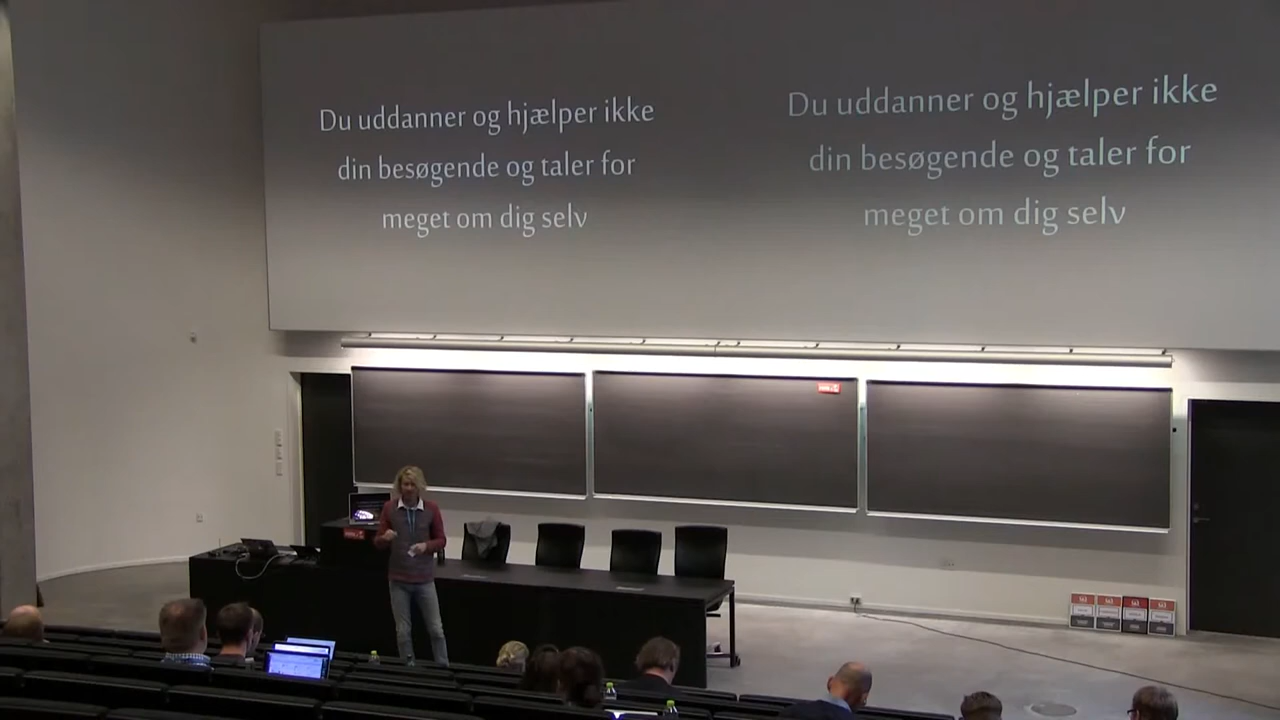 Du uddanner og hjælper ikke
din besøgende og taler for
meget om dig selv
Du uddanner og hjælper ikke
din besøgende og taler for
meget om dig selv